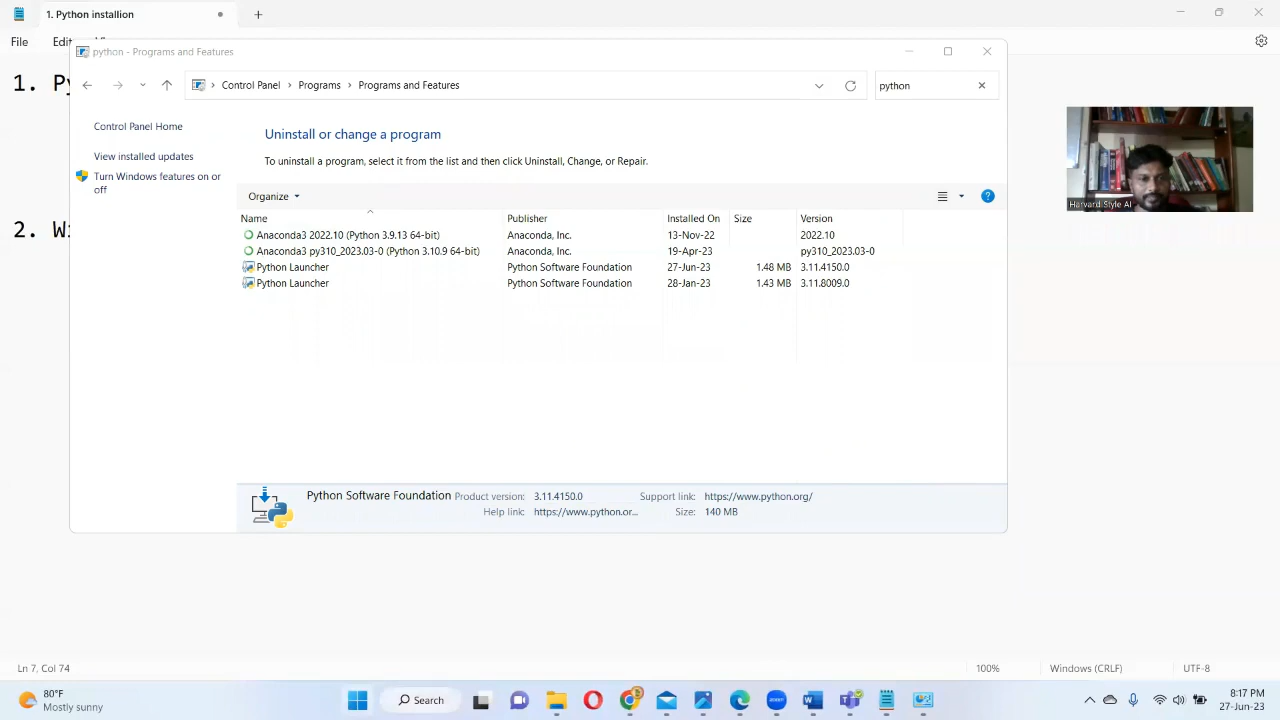 1. Python installion
File
Edit
python - Programs and Features
1. Py
Control Panel
Programs
Programs and Features
python
Control Panel Home
Uninstall or change a program
View installed updates
To uninstall a program, select it from the list and then click Uninstall, Change, or Repair.
Turn Windows features on or
off
Organize
Name Publisher Installed On Size Version
Anaconda3 2022.10 (Python 3.9.13 64-bit) Anaconda, Inc. 13-Nov-22 2022.10
Anaconda3 py310_2023.03-0 (Python 3.10.9 64-bit) Anaconda, Inc. 19-Apr-23 py310_2023.03-0
Python Launcher Python Software Foundation 27-Jun-23 1.48 MB 3.11.4150.0
Python Launcher Python Software Foundation 28-Jan-23 1.43 MB 3.11.8009.0
2. Wi
Harvard-Style AI
Python Software Foundation Product version: 3.11.4150.0 Support link: https://www.python.org/
Help link: https://www.python.or... Size: 140 MB
Ln 7, Col 74
100%
Windows (CRLF)
UTF-8
80°F
Mostly sunny
Search
8:17 PM
27-Jun-23